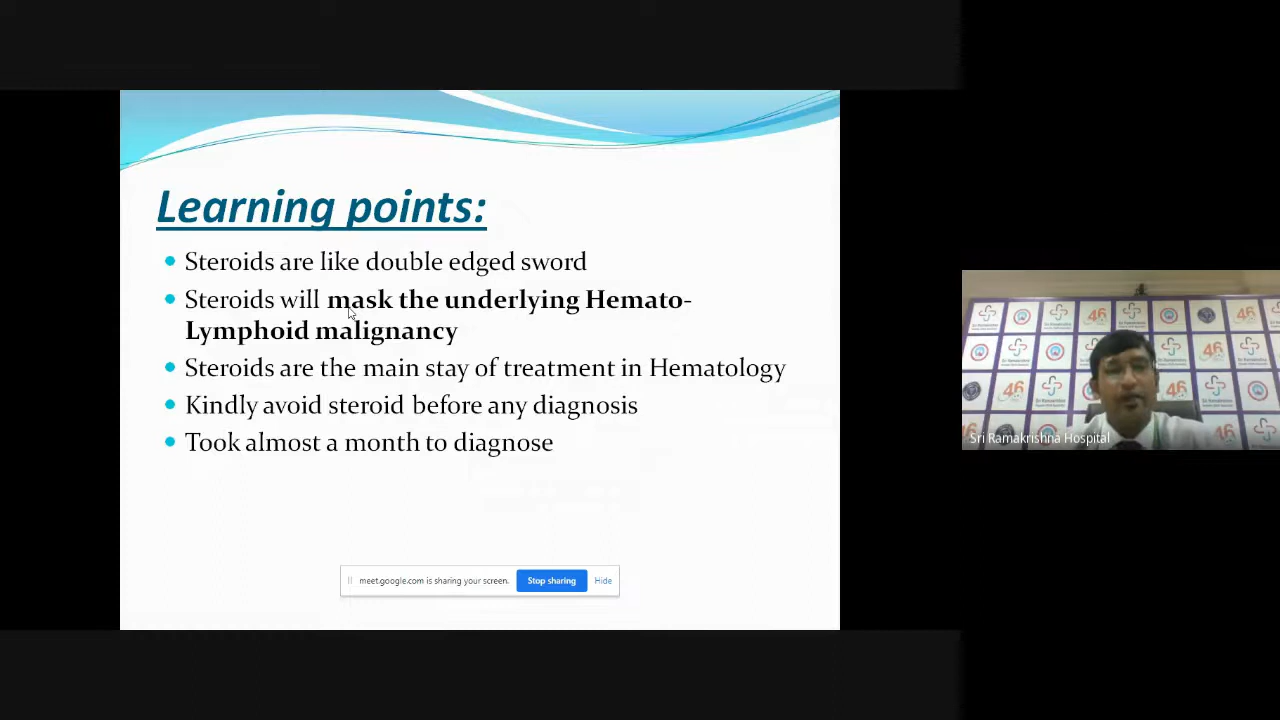 Learning points:
Steroids are like double edged sword
Steroids will mask the underlying Hemato-
Lymphoid malignancy
Steroids are the main stay of treatment in Hematology
Kindly avoid steroid before any diagnosis
Took almost a month to diagnose
meet.google.com is sharing your screen. Stop sharing Hide
Sri Ramakrishna Hospital